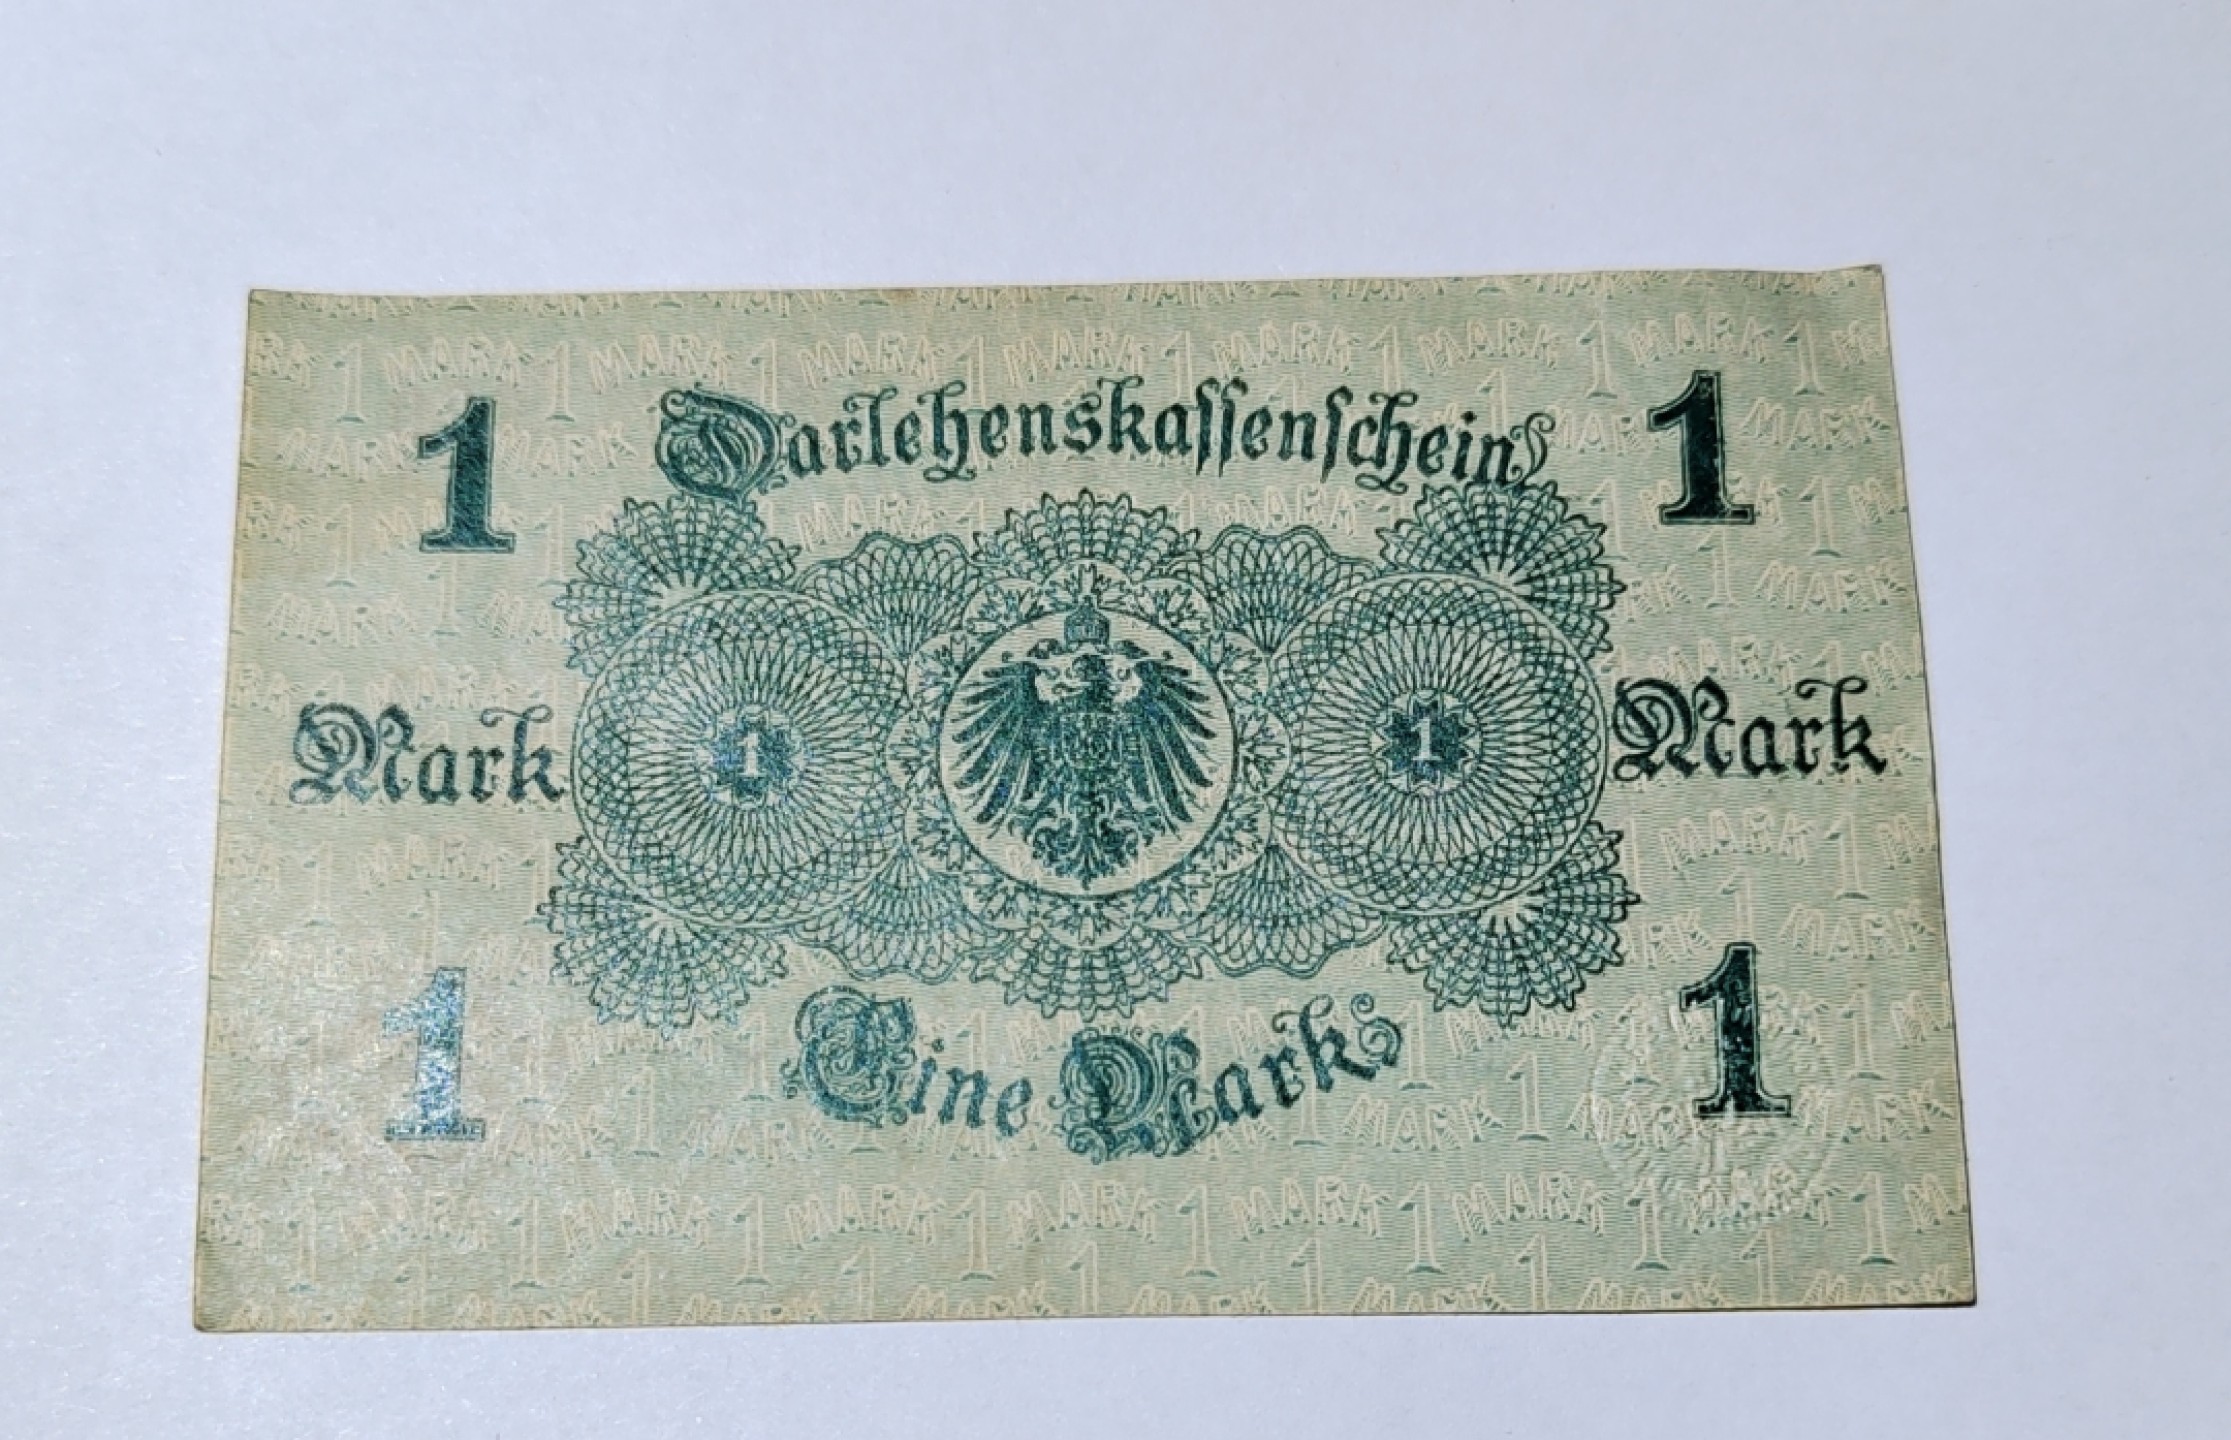 1 Darlehenskassenschein 1
Mark 1 1 Mark
1 Eine Mark 1